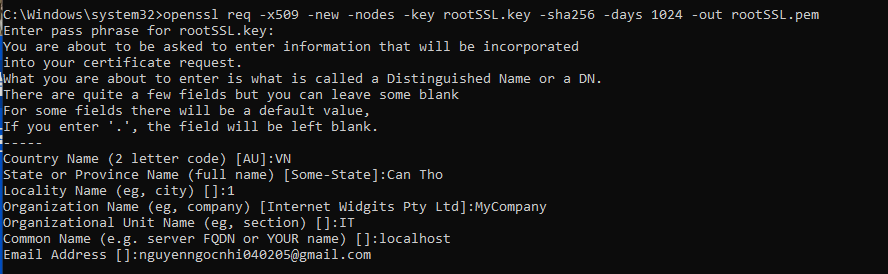 C:\Windows\system32>openssl req -x509 -new -nodes -key rootSSL.key -sha256 -days 1024 -out rootSSL.pem
Enter pass phrase for rootSSL.key:
You are about to be asked to enter information that will be incorporated
into your certificate request.
What you are about to enter is what is called a Distinguished Name or a DN.
There are quite a few fields but you can leave some blank
For some fields there will be a default value,
If you enter '.', the field will be left blank.
-----
Country Name (2 letter code) [AU]:VN
State or Province Name (full name) [Some-State]:Can Tho
Locality Name (eg, city) []:1
Organization Name (eg, company) [Internet Widgits Pty Ltd]:MyCompany
Organizational Unit Name (eg, section) []:IT
Common Name (e.g. server FQDN or YOUR name) []:localhost
Email Address []:nguyenngocnhi040205@gmail.com